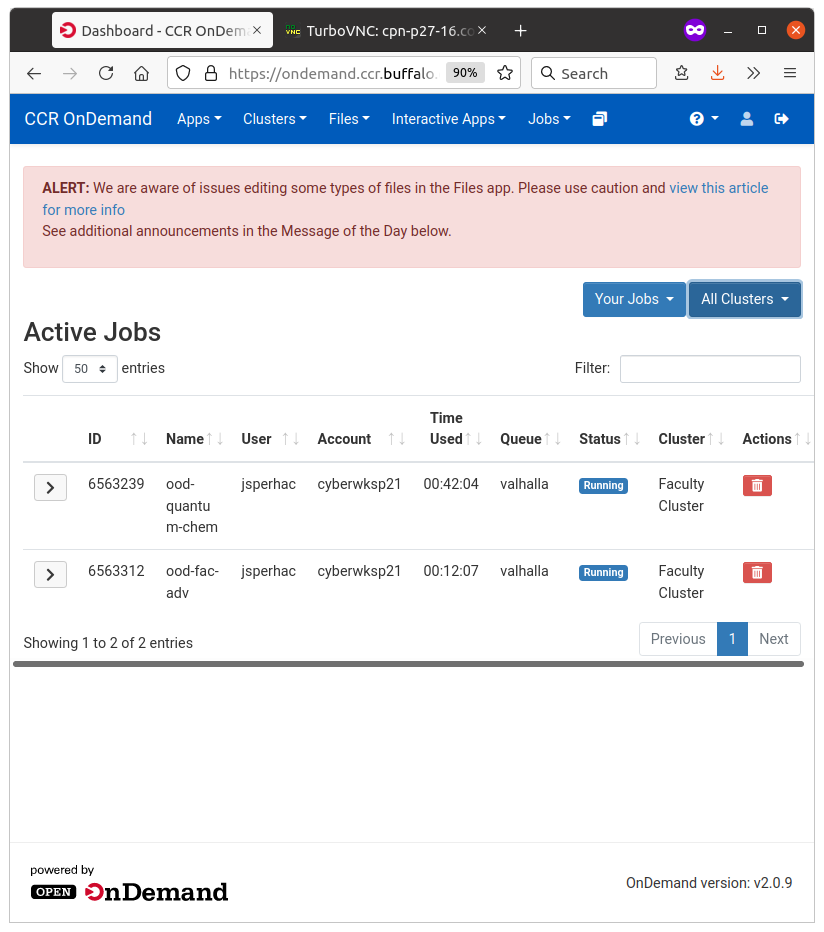 Dashboard - CCR OnDem
VNC TurboVNC: cpn-p27-16.co
https://ondemand.ccr.buffalo. 90% Search
CCR OnDemand Apps Clusters Files Interactive Apps Jobs
ALERT: We are aware of issues editing some types of files in the Files app. Please use caution and view this article
for more info
See additional announcements in the Message of the Day below.
Your Jobs All Clusters
Active Jobs
Show 50 entries Filter:
Time
ID Name User Account Used Queue Status Cluster Actions
6563239 ood- jsperhac cyberwksp21 00:42:04 valhalla Running Faculty
quantu Cluster
m-chem
6563312 ood-fac- jsperhac cyberwksp21 00:12:07 valhalla Running Faculty
adv Cluster
Showing 1 to 2 of 2 entries Previous 1 Next
powered by
OPEN OnDemand
OnDemand version: v2.0.9